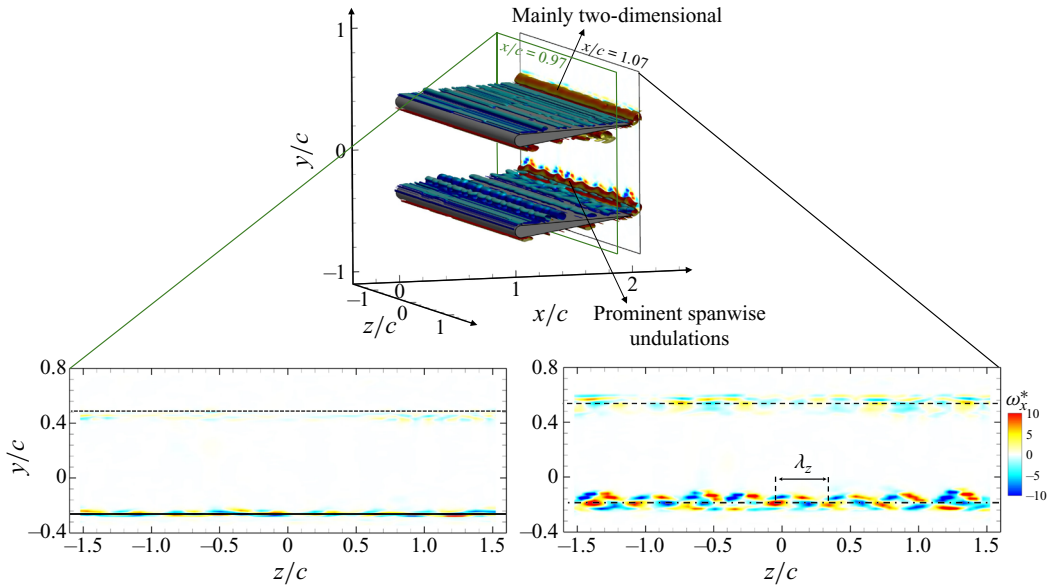 Mainly two-dimensional
1
x/c = 0.97
x/c = 1.07
y/c
0
−1
−1
0
0
1
1
2
z/c
x/c
Prominent spanwise
undulations
0.8
0.4
0
−0.4
y/c
−1.5
−1.0
−0.5
0
0.5
1.0
1.5
z/c
0.8
0.4
0
−0.4
λz
ω*x
10
5
0
−5
−10
−1.5
−1.0
−0.5
0
0.5
1.0
1.5
z/c